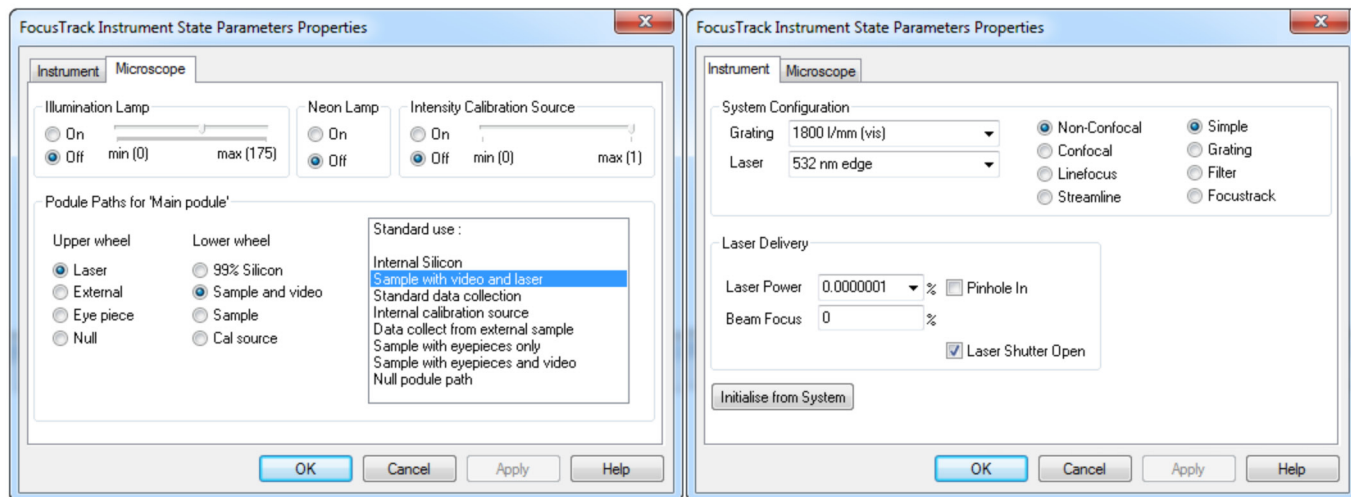 FocusTrack Instrument State Parameters Properties
Instrument Microscope
Illumination Lamp
On
Off
min (0) max (175)
Neon Lamp
On
Off
Intensity Calibration Source
On
Off
min (0) max (1)
Podule Paths for 'Main podule'
Upper wheel
Laser
External
Eye piece
Null
Lower wheel
99% Silicon
Sample and video
Sample
Cal source
Standard use :
Internal Silicon
Sample with video and laser
Standard data collection
Internal calibration source
Data collect from external sample
Sample with eyepieces only
Sample with eyepieces and video
Null podule path
OK Cancel Apply Help
FocusTrack Instrument State Parameters Properties
Instrument Microscope
System Configuration
Grating 1800 l/mm (vis)
Laser 532 nm edge
Non-Confocal
Confocal
Linefocus
Streamline
Simple
Grating
Filter
Focustrack
Laser Delivery
Laser Power 0.0000001 % Pinhole In
Beam Focus 0 %
Laser Shutter Open
Initialise from System
OK Cancel Apply Help